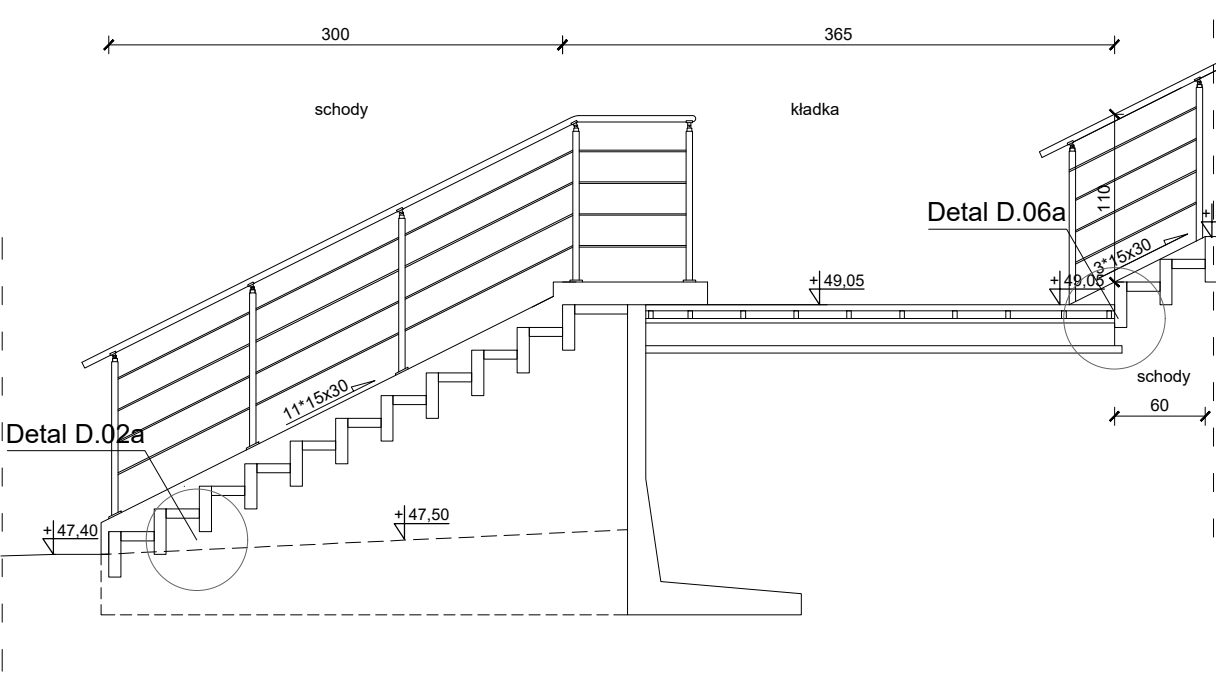 300
365
schody
kładka
110
Detal D.06a
3*15x30
+
+ 49,05
+ 49,05
schody
60
11*15x30
Detal D.02a
+ 47,40
+ 47,50